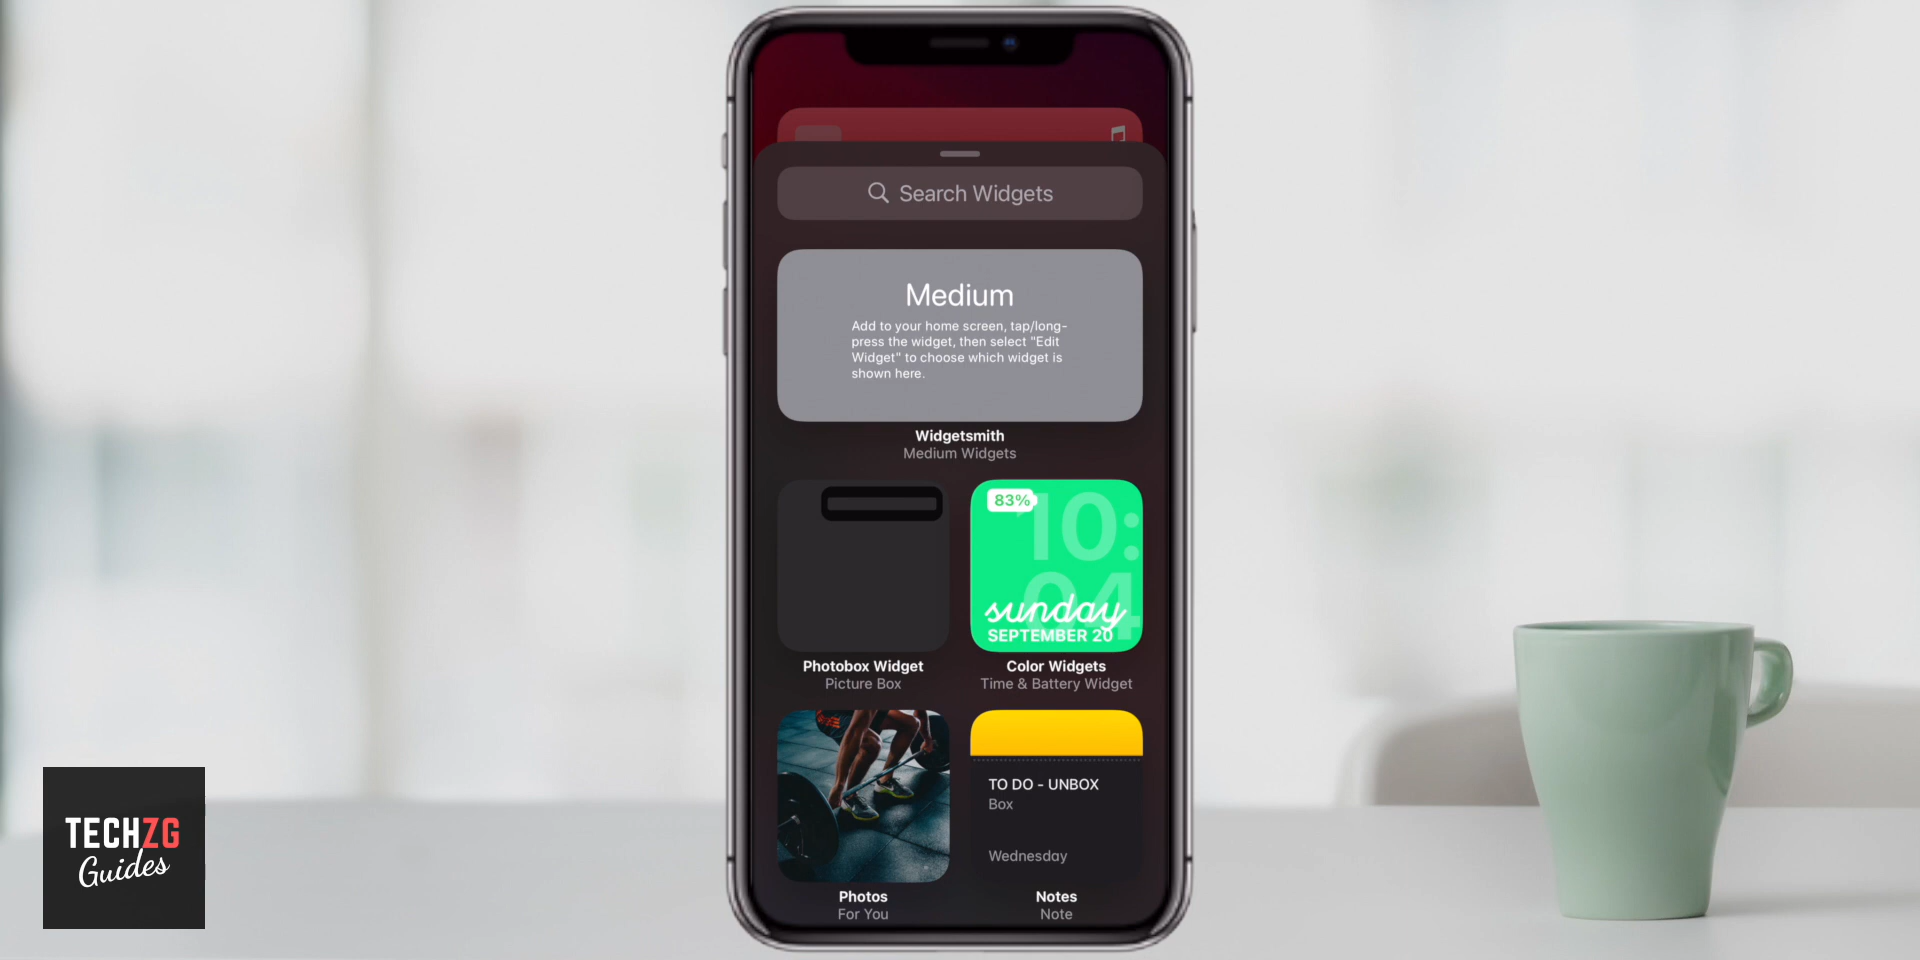 Search Widgets
Medium
Add to your home screen, tap/long-
press the widget, then select "Edit
Widget" to choose which widget is
shown here.
Widgetsmith
Medium Widgets
83%
10:
04
sunday
SEPTEMBER 20
Photobox Widget
Picture Box
Color Widgets
Time & Battery Widget
TO DO - UNBOX
Box
Wednesday
Photos
For You
Notes
Note
TECHZG
Guides